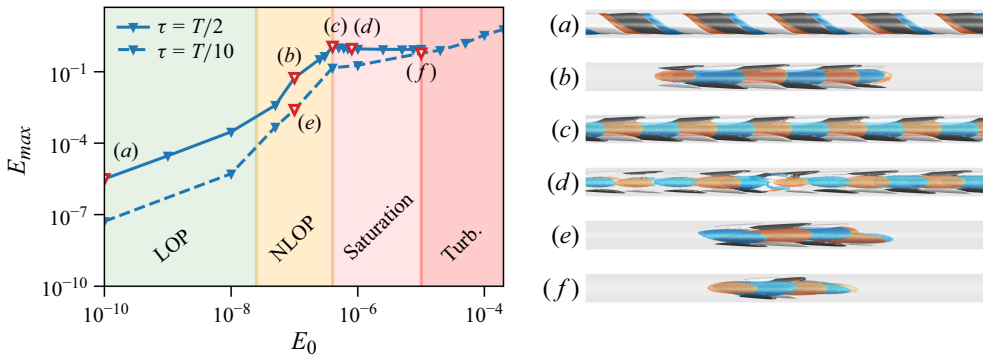 τ = T/2
τ = T/10
(a)
(b)
(c)
(d)
(e)
(f)
LOP
NLOP
Saturation
Turb.
E_max
10⁻¹
10⁻⁴
10⁻⁷
10⁻¹⁰
10⁻¹⁰
10⁻⁸
10⁻⁶
10⁻⁴
E₀
(a)
(b)
(c)
(d)
(e)
(f)